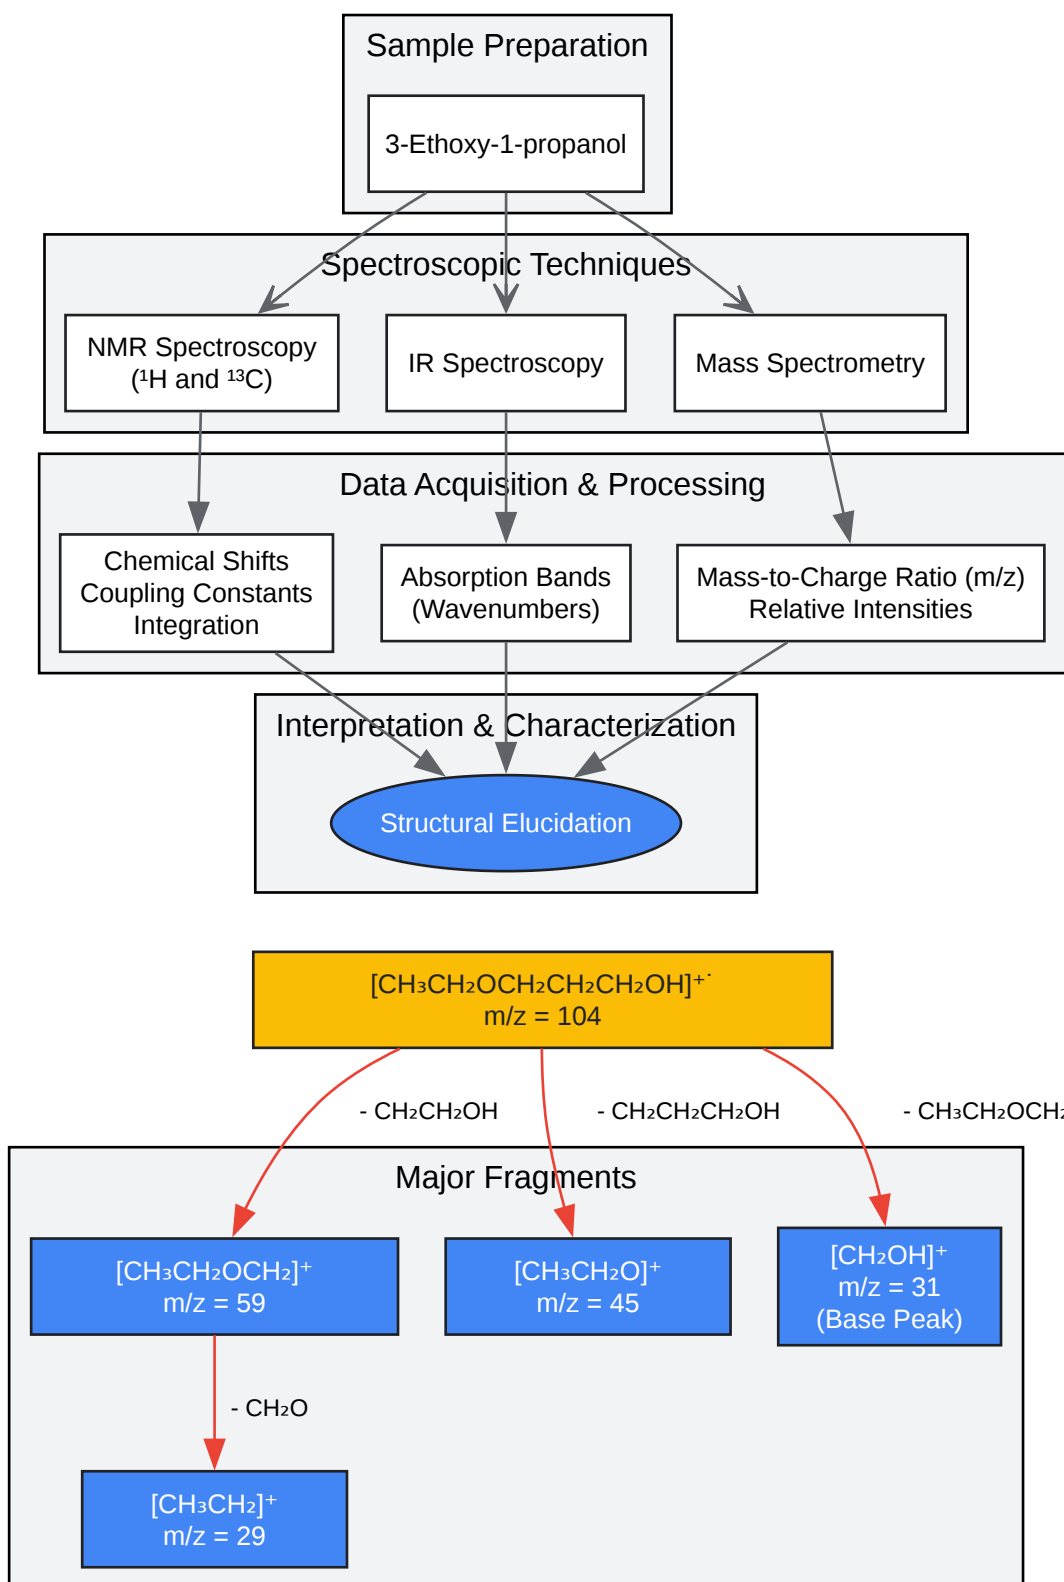 Sample Preparation
3-Ethoxy-1-propanol
Spectroscopic Techniques
NMR Spectroscopy
(¹H and ¹³C)
IR Spectroscopy
Mass Spectrometry
Data Acquisition & Processing
Chemical Shifts
Coupling Constants
Integration
Absorption Bands
(Wavenumbers)
Mass-to-Charge Ratio (m/z)
Relative Intensities
Interpretation & Characterization
Structural Elucidation
[CH₃CH₂OCH₂CH₂CH₂OH]⁺˙
m/z = 104
- CH₂CH₂OH
- CH₂CH₂CH₂OH
- CH₃CH₂OCH₂
Major Fragments
[CH₃CH₂OCH₂]⁺
m/z = 59
[CH₃CH₂O]⁺
m/z = 45
[CH₂OH]⁺
m/z = 31
(Base Peak)
- CH₂O
[CH₃CH₂]⁺
m/z = 29